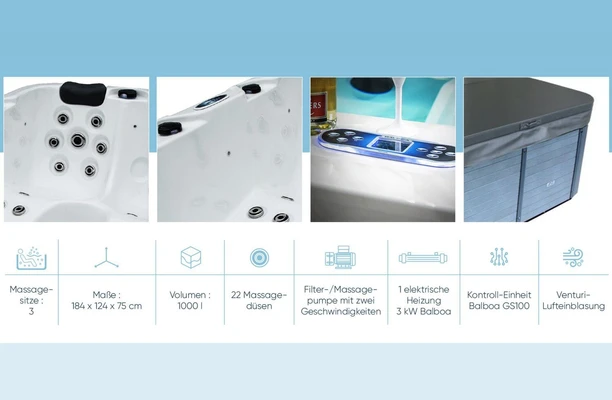 Massage-
sitze :
3
Maße :
184 x 124 x 75 cm
Volumen :
1000 l
22 Massage-
düsen
Filter-/Massage-
pumpe mit zwei
Geschwindigkeiten
1 elektrische
Heizung
3 kW Balboa
Kontroll-Einheit
Balboa GS100
Venturi-
Lufteinblasung